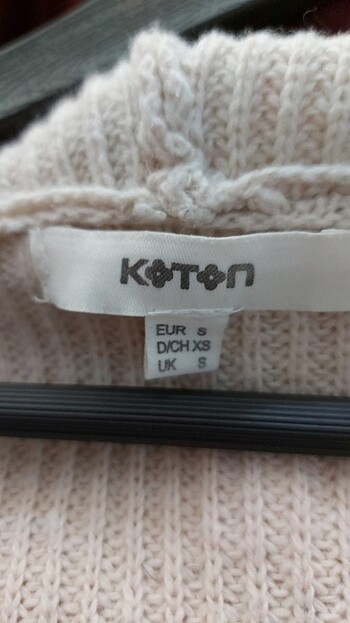 KOTON
EUR S
D/CH XS
UK S